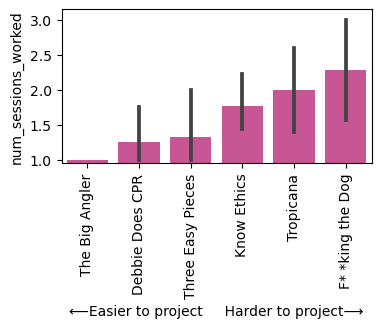 num_sessions_worked
3.0
2.5
2.0
1.5
1.0
The Big Angler
Debbie Does CPR
Three Easy Pieces
Know Ethics
Tropicana
F* *king the Dog
⟵Easier to project Harder to project⟶